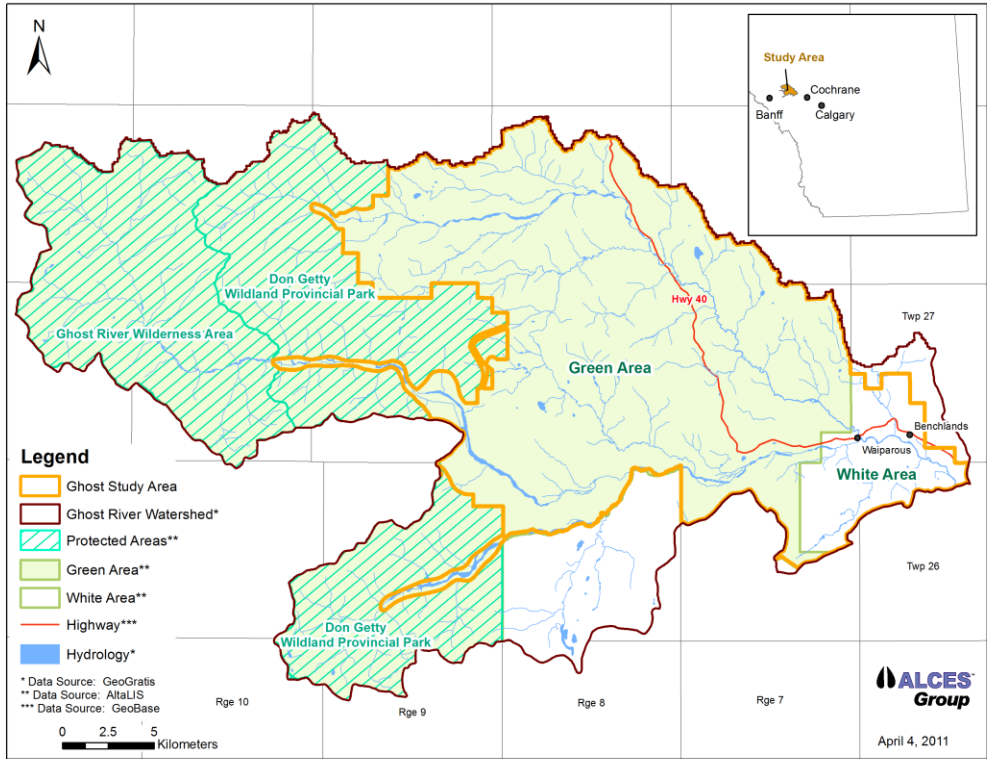 N
Study Area
Cochrane
Banff
Calgary
Don Getty
Wildland Provincial Park
Ghost River Wilderness Area
Hwy 40
Twp 27
Green Area
Benchlands
Waiparous
White Area
Twp 26
Legend
Ghost Study Area
Ghost River Watershed*
Protected Areas**
Green Area**
White Area**
Highway***
Hydrology*
* Data Source: GeoGratis
** Data Source: AltaLIS
*** Data Source: GeoBase
0 2.5 5
Kilometers
Don Getty
Wildland Provincial Park
Rge 10
Rge 9
Rge 8
Rge 7
ALCES™
Group
April 4, 2011